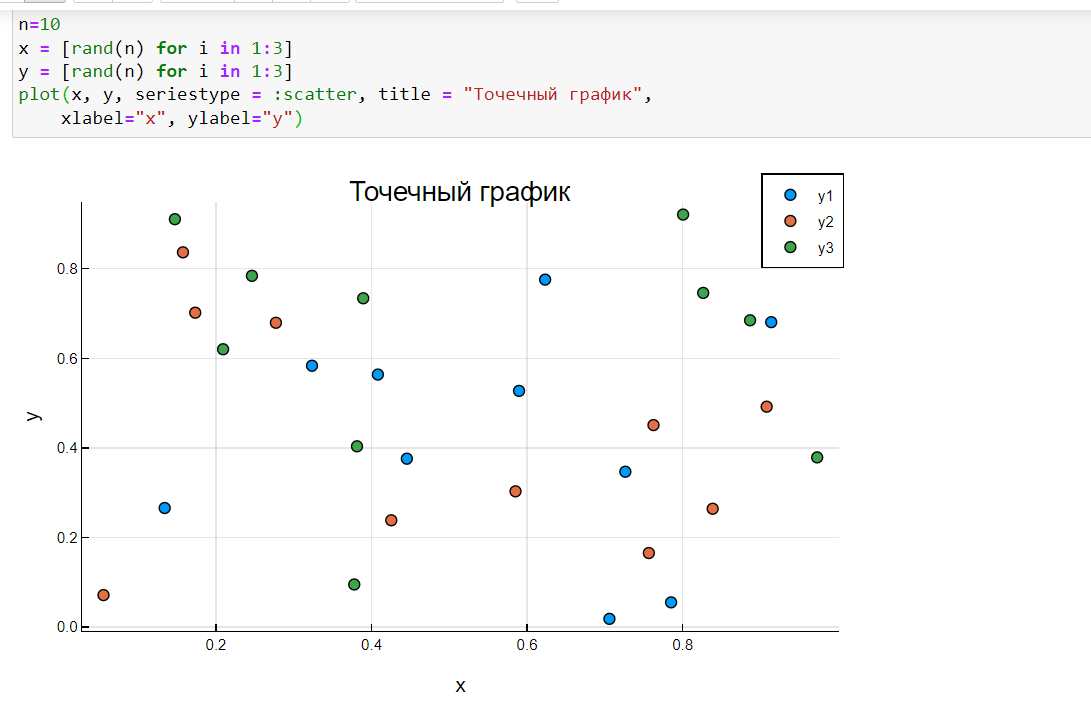 n=10
x = [rand(n) for i in 1:3]
y = [rand(n) for i in 1:3]
plot(x, y, seriestype = :scatter, title = "Точечный график",
    xlabel="x", ylabel="y")
Точечный график
y1
y2
y3
0.8
0.6
0.4
0.2
0.0
y
0.2 0.4 0.6 0.8
x